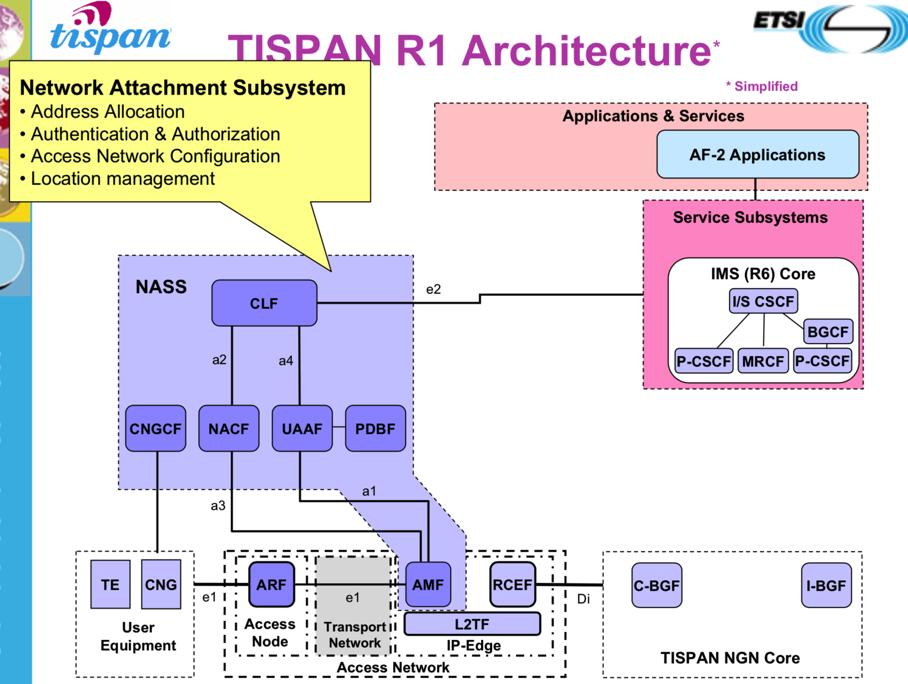 tispan
ETSI
TISPAN R1 Architecture*
* Simplified
Network Attachment Subsystem
• Address Allocation
• Authentication & Authorization
• Access Network Configuration
• Location management
Applications & Services
AF-2 Applications
Service Subsystems
IMS (R6) Core
I/S CSCF
BGCF
P-CSCF
MRCF
P-CSCF
NASS
CLF
e2
a2
a4
CNGCF
NACF
UAAF
PDBF
a1
a3
TE
CNG
User
Equipment
e1
ARF
Access
Node
e1
Transport
Network
AMF
RCEF
L2TF
IP-Edge
Access Network
Di
C-BGF
I-BGF
TISPAN NGN Core